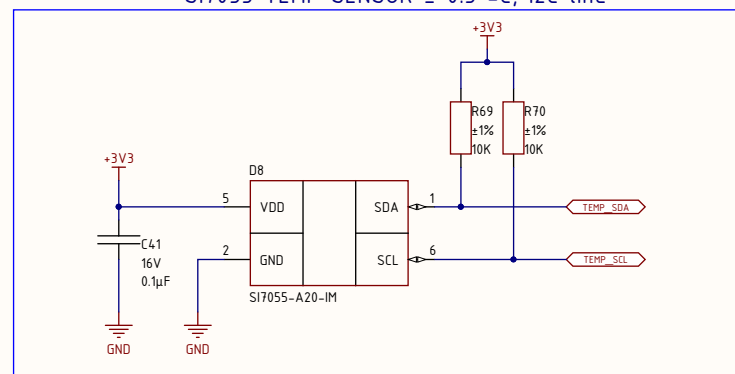 +3V3
R69
±1%
10K
R70
±1%
10K
+3V3
D8
5
VDD
SDA
1
TEMP_SDA
C41
16V
0.1µF
2
GND
SCL
6
TEMP_SCL
SI7055-A20-IM
GND
GND